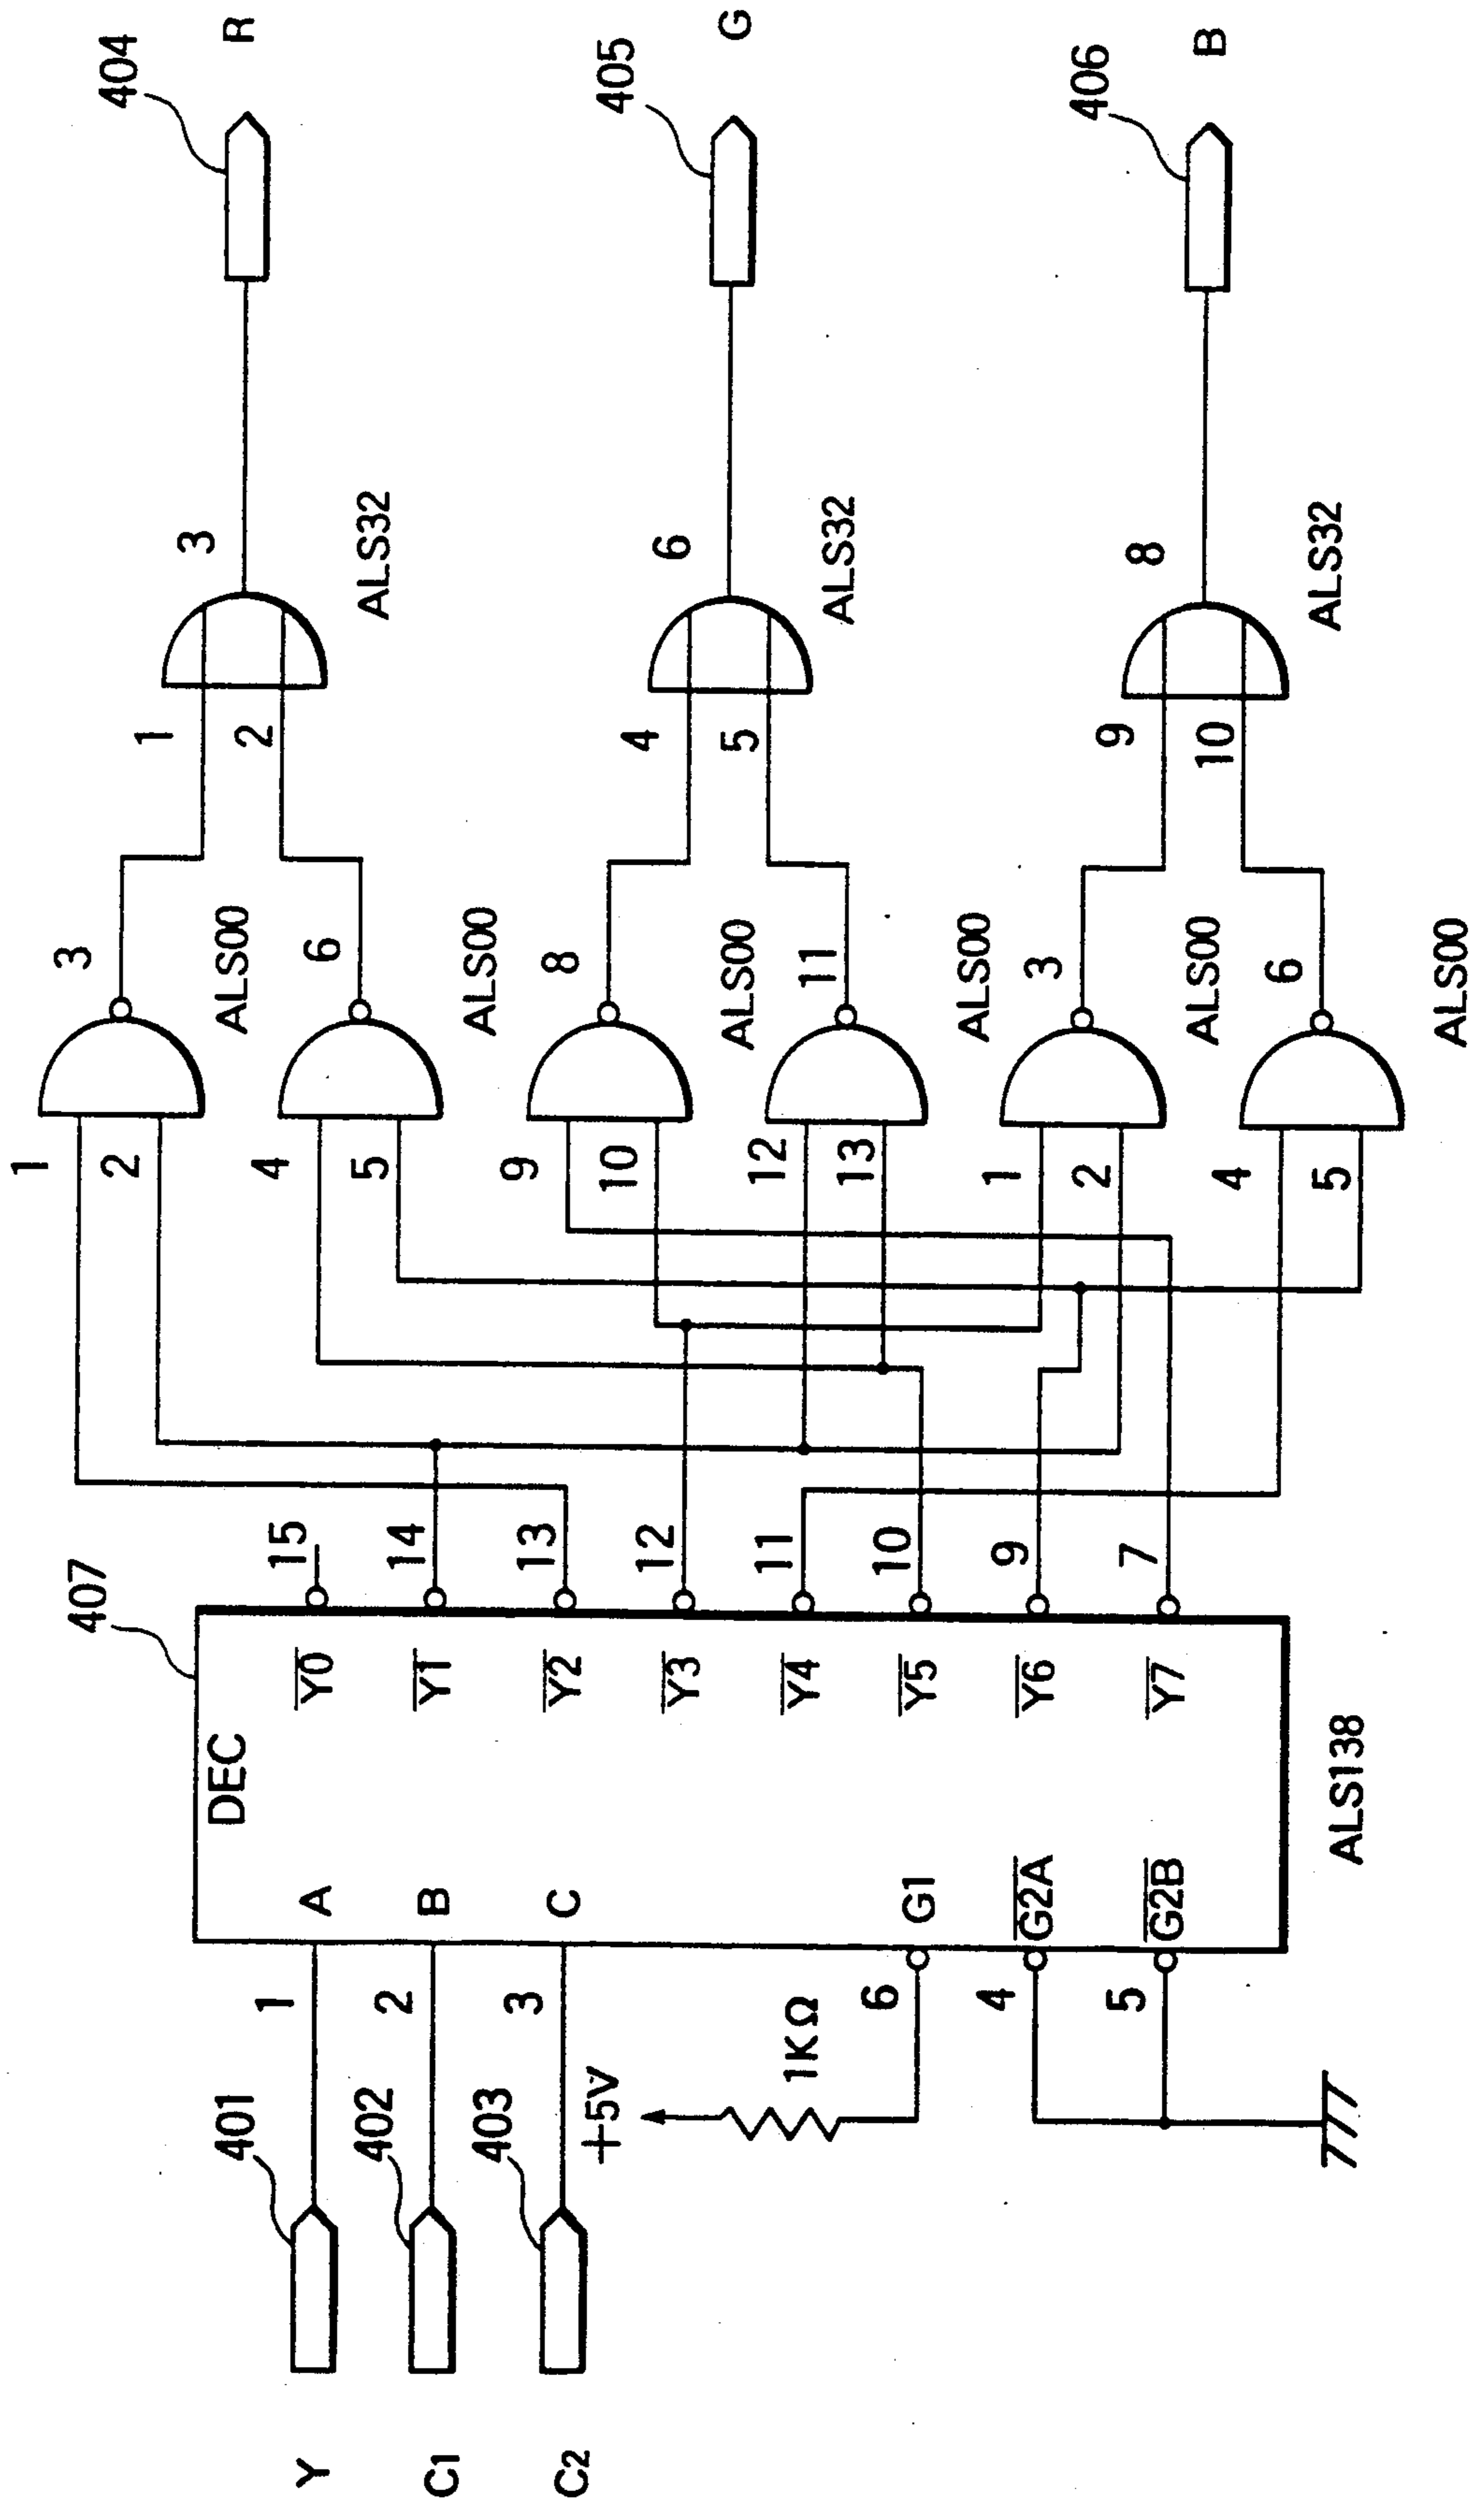 Y
401
1
A
C1
402
2
B
C2
403
3
C
+5V
1KΩ
6
G1
4
G2A
5
G2B
407
DEC
Y0
15
Y1
14
Y2
13
Y3
12
Y4
11
Y5
10
Y6
9
Y7
7
ALS138
1
2
3
ALS00
4
5
6
ALS00
9
10
8
ALS00
12
13
11
ALS00
1
2
3
ALS00
4
5
6
ALS00
1
2
3
ALS32
4
5
6
ALS32
9
10
8
ALS32
404
R
405
G
406
B